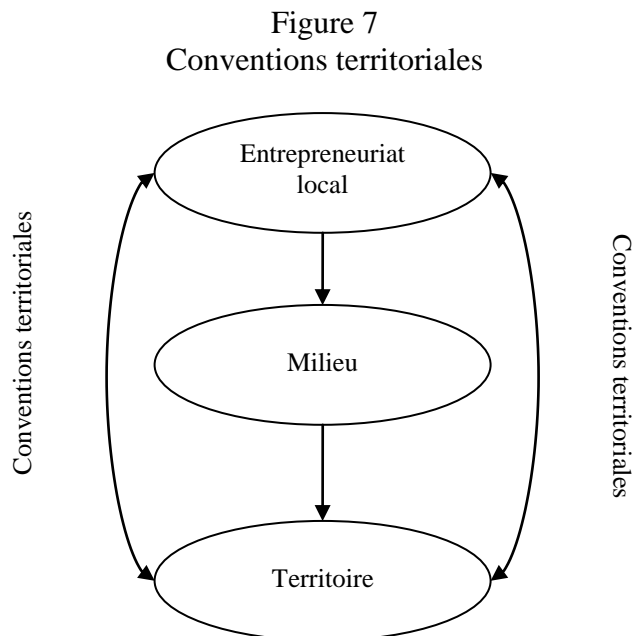 Figure 7
Conventions territoriales
Entrepreneuriat
local
Conventions territoriales
Conventions territoriales
Milieu
Territoire